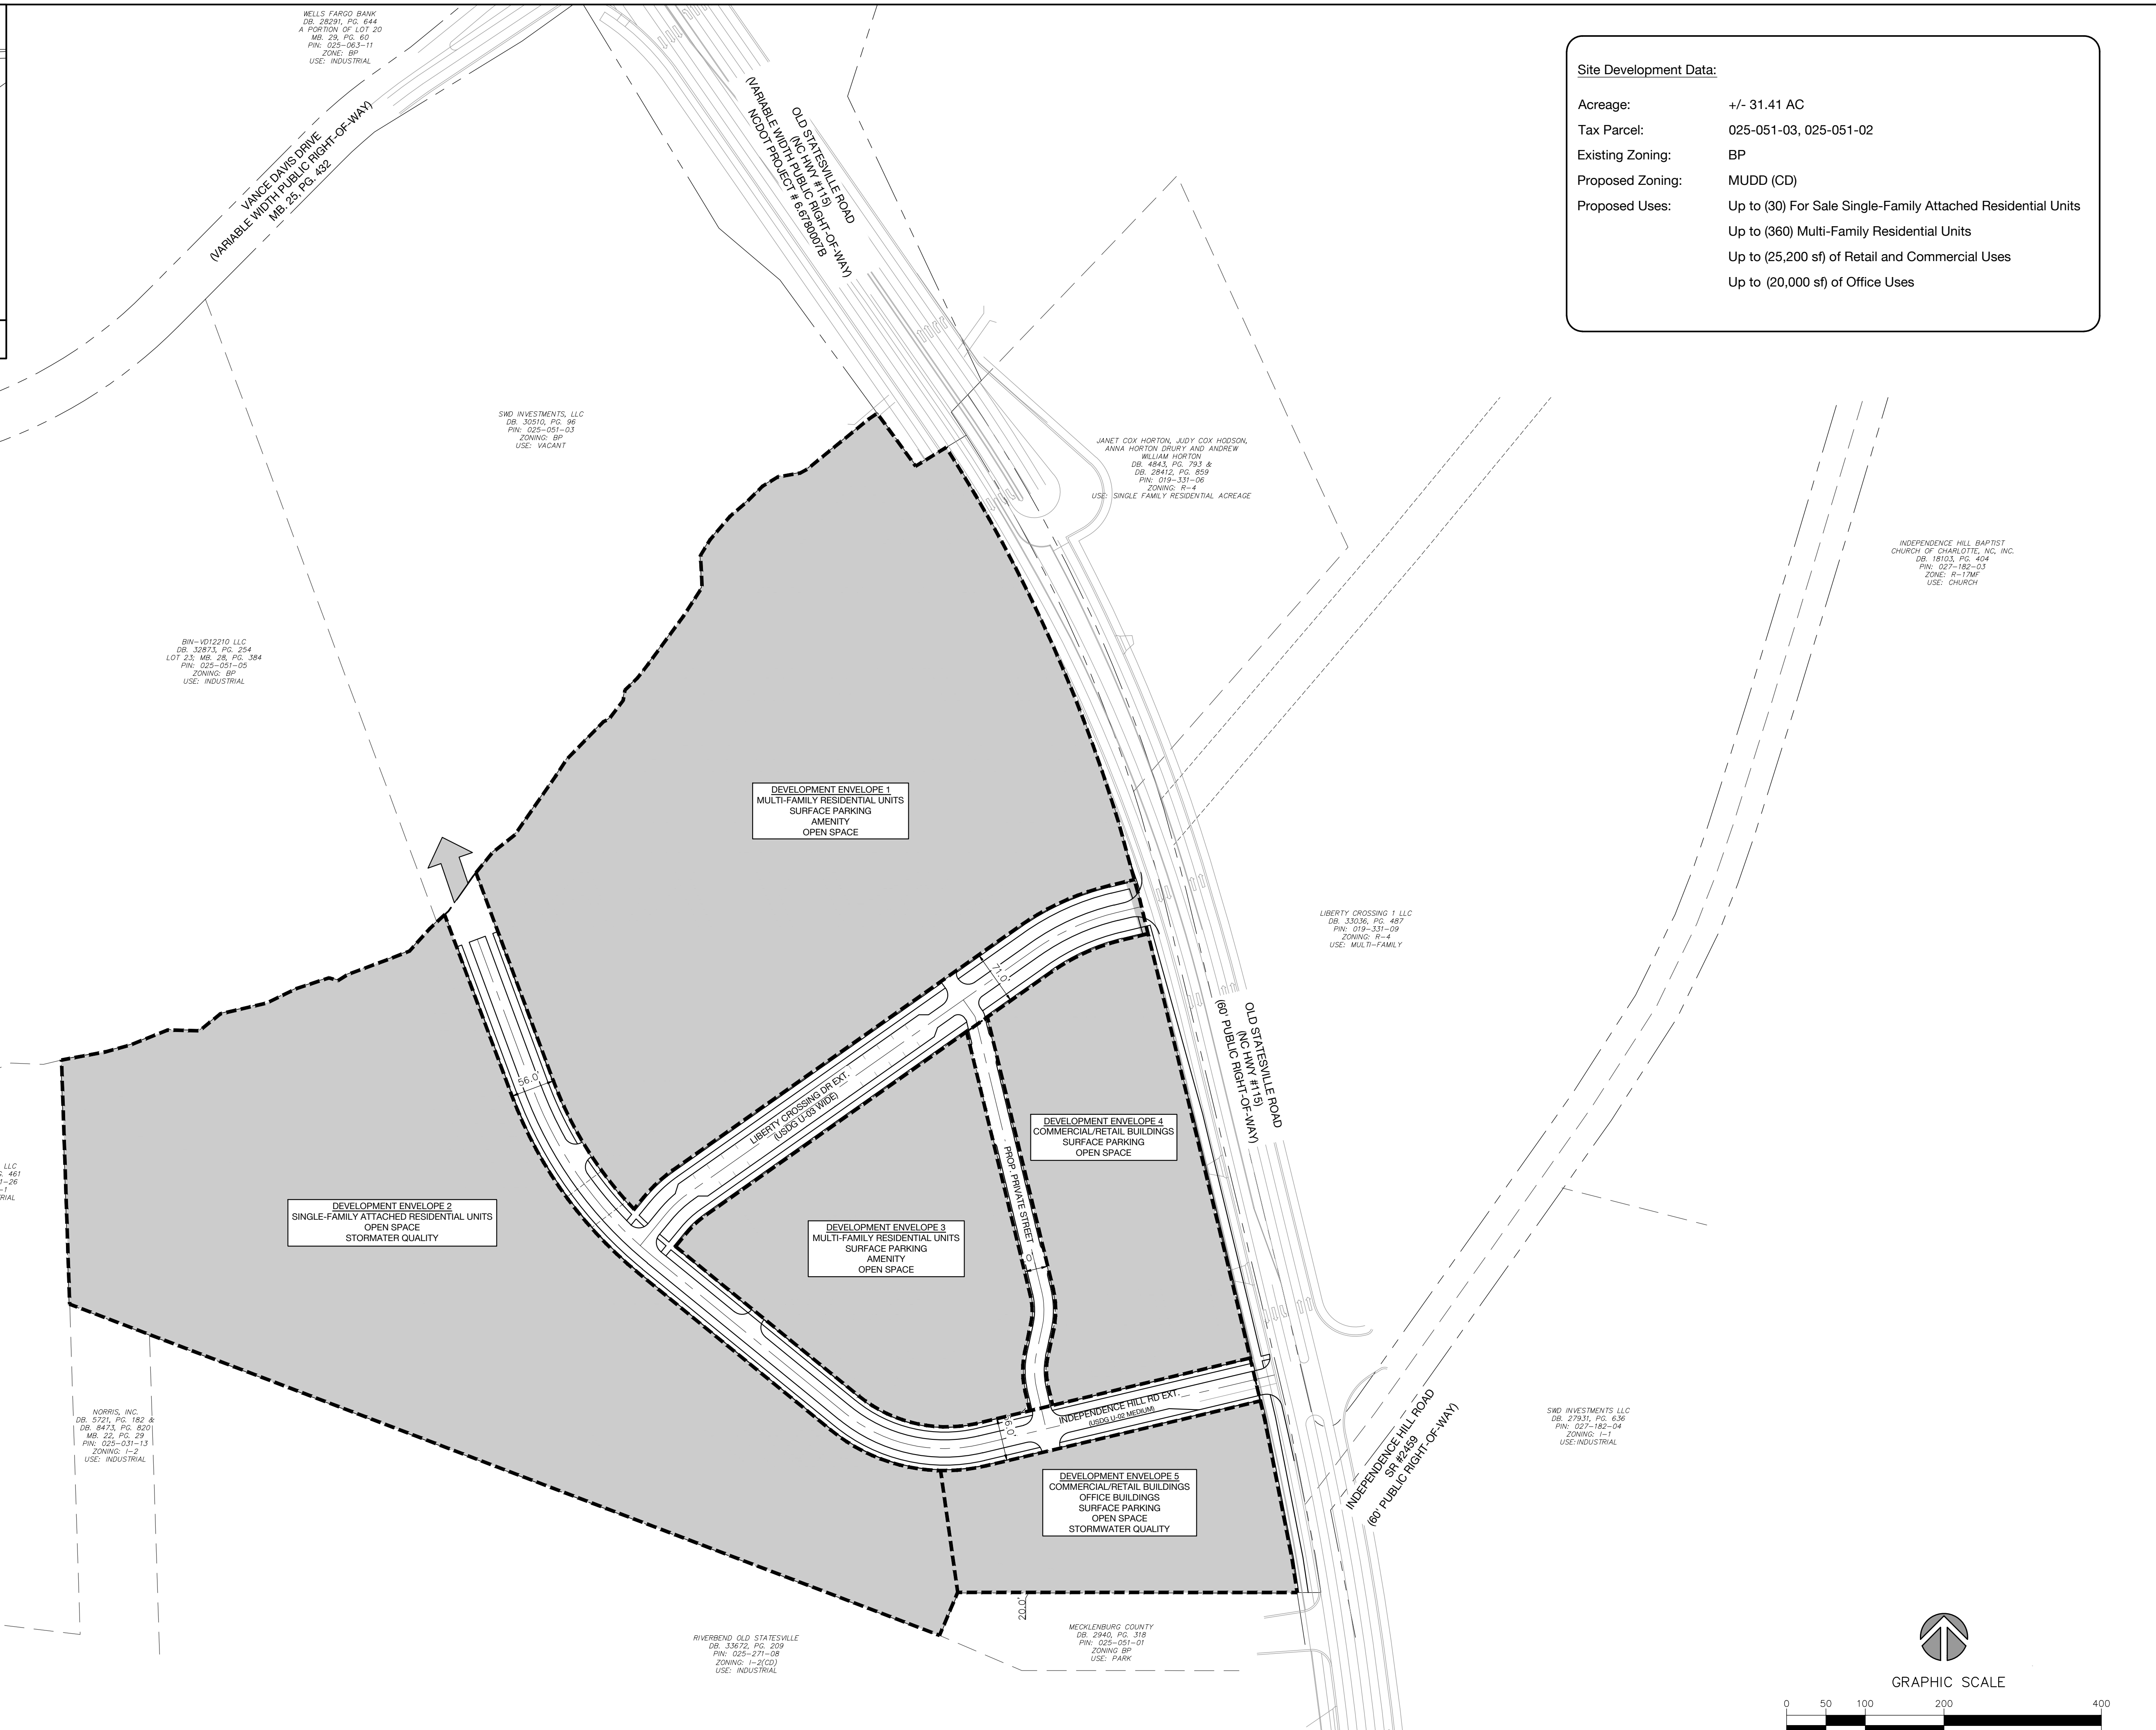 WELLS FARGO BANK
DB. 28291, PG. 644
A PORTION OF LOT 20
MB. 29, PG. 60
PIN: 025-063-11
ZONE: BP
USE: INDUSTRIAL
VANCE DAVIS DRIVE
(VARIABLE WIDTH PUBLIC RIGHT-OF-WAY)
MB. 25, PG. 432
OLD STATESVILLE ROAD
(NC HWY #115)
(VARIABLE WIDTH PUBLIC RIGHT-OF-WAY)
NCDOT PROJECT # 6.6780007B
Site Development Data:
Acreage: +/- 31.41 AC
Tax Parcel: 025-051-03, 025-051-02
Existing Zoning: BP
Proposed Zoning: MUDD (CD)
Proposed Uses: Up to (30) For Sale Single-Family Attached Residential Units
Up to (360) Multi-Family Residential Units
Up to (25,200 sf) of Retail and Commercial Uses
Up to (20,000 sf) of Office Uses
SWD INVESTMENTS, LLC
DB. 30510, PG. 96
PIN: 025-051-03
ZONING: BP
USE: VACANT
JANET COX HORTON, JUDY COX HODSON,
ANNA HORTON DRURY AND ANDREW
WILLIAM HORTON
DB. 4843, PG. 793 &
DB. 28412, PG. 859
PIN: 019-331-06
ZONING: R-4
USE: SINGLE FAMILY RESIDENTIAL ACREAGE
INDEPENDENCE HILL BAPTIST
CHURCH OF CHARLOTTE, NC, INC.
DB. 18103, PG. 404
PIN: 027-182-03
ZONE: R-17MF
USE: CHURCH
BIN-VD12210 LLC
DB. 32873, PG. 254
LOT 23; MB. 28, PG. 384
PIN: 025-051-05
ZONING: BP
USE: INDUSTRIAL
DEVELOPMENT ENVELOPE 1
MULTI-FAMILY RESIDENTIAL UNITS
SURFACE PARKING
AMENITY
OPEN SPACE
LIBERTY CROSSING 1 LLC
DB. 33036, PG. 487
PIN: 019-331-09
ZONING: R-4
USE: MULTI-FAMILY
71.0'
56.0'
LIBERTY CROSSING DR EXT.
(USDG U-03 WIDE)
OLD STATESVILLE ROAD
(NC HWY #115)
(60' PUBLIC RIGHT-OF-WAY)
DEVELOPMENT ENVELOPE 4
COMMERCIAL/RETAIL BUILDINGS
SURFACE PARKING
OPEN SPACE
PROP. PRIVATE STREET
LLC
461
1-26
-1
RIAL
DEVELOPMENT ENVELOPE 2
SINGLE-FAMILY ATTACHED RESIDENTIAL UNITS
OPEN SPACE
STORMATER QUALITY
DEVELOPMENT ENVELOPE 3
MULTI-FAMILY RESIDENTIAL UNITS
SURFACE PARKING
AMENITY
OPEN SPACE
INDEPENDENCE HILL RD EXT.
(USDG U-02 MEDIUM)
NORRIS, INC.
DB. 5721, PG. 182 &
DB. 8473, PG. 820
MB. 22, PG. 29
PIN: 025-031-13
ZONING: I-2
USE: INDUSTRIAL
INDEPENDENCE HILL ROAD
SR #2459
(60' PUBLIC RIGHT-OF-WAY)
SWD INVESTMENTS LLC
DB. 27931, PG. 636
PIN: 027-182-04
ZONING: I-1
USE: INDUSTRIAL
DEVELOPMENT ENVELOPE 5
COMMERCIAL/RETAIL BUILDINGS
OFFICE BUILDINGS
SURFACE PARKING
OPEN SPACE
STORMWATER QUALITY
20.0'
RIVERBEND OLD STATESVILLE
DB. 33672, PG. 209
PIN: 025-271-08
ZONING: I-2(CD)
USE: INDUSTRIAL
MECKLENBURG COUNTY
DB. 2940, PG. 318
PIN: 025-051-01
ZONING BP
USE: PARK
GRAPHIC SCALE
0 50 100 200 400